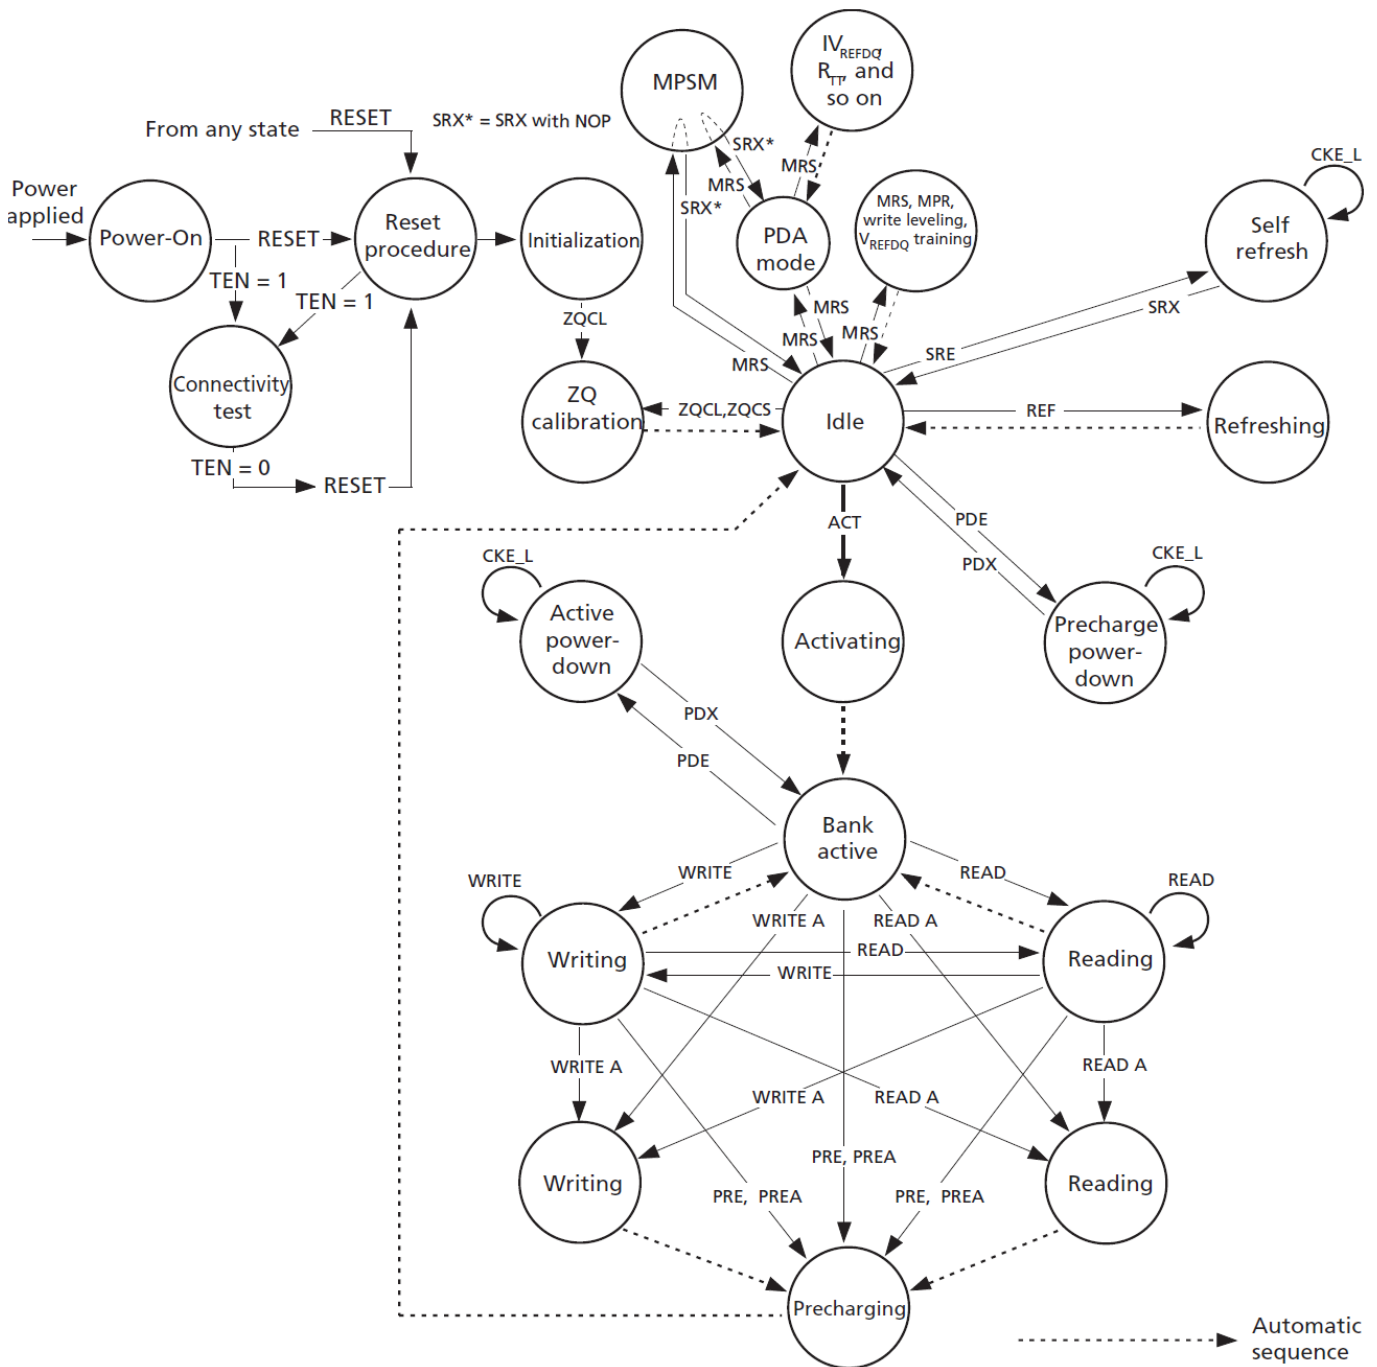 MPSM
IV_REFDQ,
R_TT, and
so on
From any state
RESET
SRX* = SRX with NOP
SRX*
MRS
MRS
CKE_L
Power
applied
Power-On
RESET
Reset
procedure
Initialization
SRX*
PDA
mode
MRS, MPR,
write leveling,
V_REFDQ training
Self
refresh
TEN = 1
TEN = 1
ZQCL
MRS
MRS
MRS
MRS
SRE
SRX
Connectivity
test
ZQ
calibration
ZQCL,ZQCS
Idle
REF
Refreshing
TEN = 0
RESET
ACT
PDE
PDX
CKE_L
CKE_L
Active
power-
down
Activating
Precharge
power-
down
PDX
PDE
Bank
active
WRITE
WRITE
READ
READ
WRITE A
READ A
Writing
READ
WRITE
Reading
WRITE A
READ A
WRITE A
READ A
Writing
PRE, PREA
Reading
PRE, PREA
PRE, PREA
Precharging
Automatic
sequence